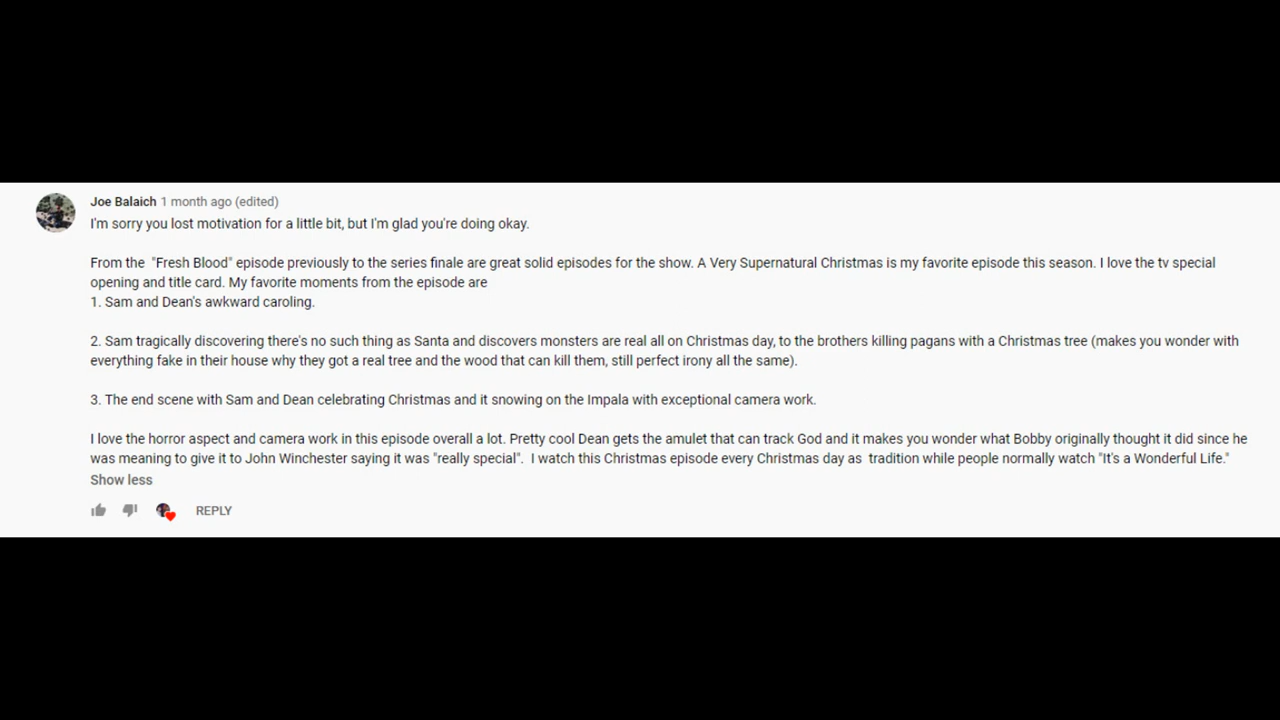 Joe Balaich 1 month ago (edited)
I'm sorry you lost motivation for a little bit, but I'm glad you're doing okay.
From the  "Fresh Blood" episode previously to the series finale are great solid episodes for the show. A Very Supernatural Christmas is my favorite episode this season. I love the tv special
opening and title card. My favorite moments from the episode are
1. Sam and Dean's awkward caroling.
2. Sam tragically discovering there's no such thing as Santa and discovers monsters are real all on Christmas day, to the brothers killing pagans with a Christmas tree (makes you wonder with
everything fake in their house why they got a real tree and the wood that can kill them, still perfect irony all the same).
3. The end scene with Sam and Dean celebrating Christmas and it snowing on the Impala with exceptional camera work.
I love the horror aspect and camera work in this episode overall a lot. Pretty cool Dean gets the amulet that can track God and it makes you wonder what Bobby originally thought it did since he
was meaning to give it to John Winchester saying it was "really special".  I watch this Christmas episode every Christmas day as  tradition while people normally watch "It's a Wonderful Life."
Show less
REPLY